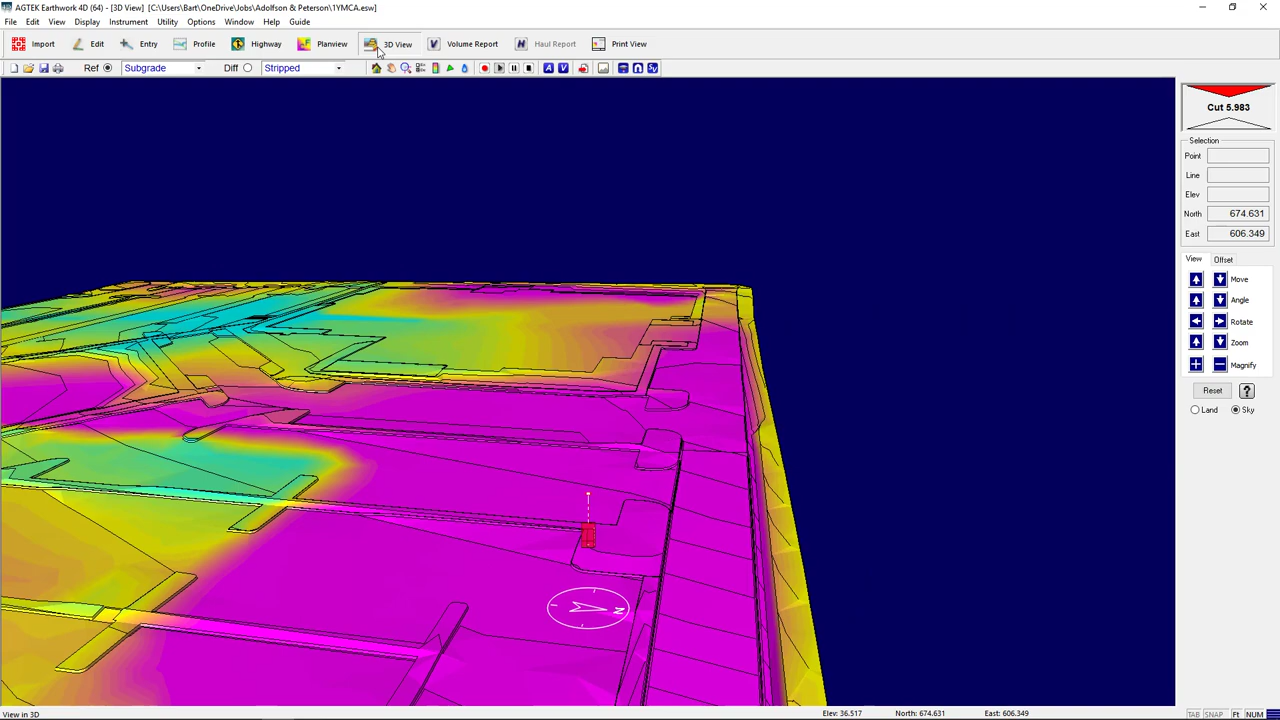 AGTEK Earthwork 4D (64) - [3D View] [C:\Users\Bart\OneDrive\Jobs\Adolfson & Peterson\1YMCA.esw]
File Edit View Display Instrument Utility Options Window Help Guide
Import Edit Entry Profile Highway Planview 3D View Volume Report Haul Report Print View
Ref Subgrade Diff Stripped A V SV
Cut 5.983
Selection
Point
Line
Elev
North 674.631
East 606.349
View Offset
Move
Angle
Rotate
Zoom
Magnify
Reset ?
Land Sky
N
View in 3D Elev: 36.517 North: 674.631 East: 606.349 TAB SNAP Ft NUM